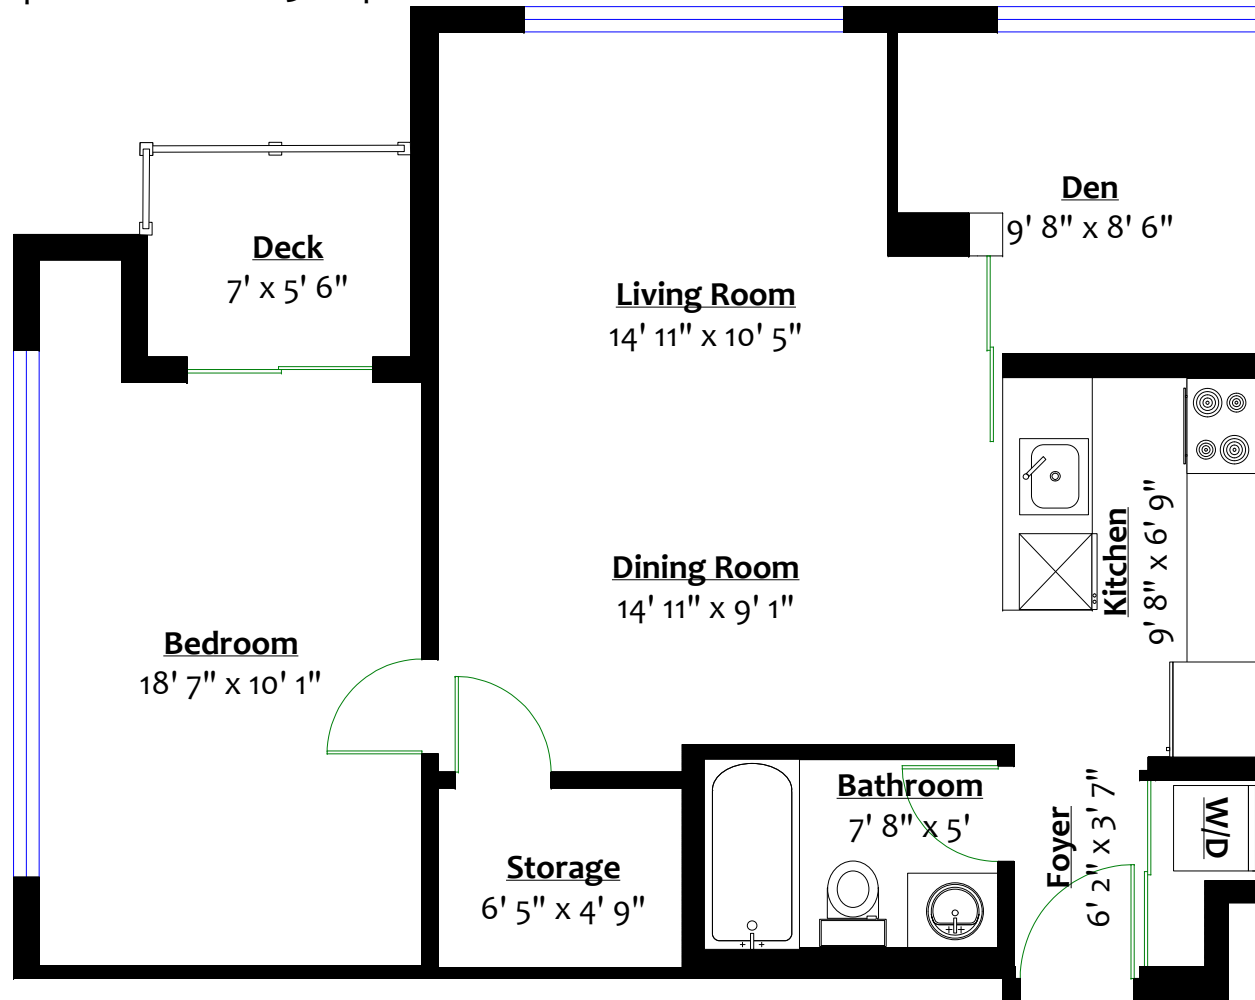 Den
9' 8" x 8' 6"
Deck
7' x 5' 6"
Living Room
14' 11" x 10' 5"
Dining Room
14' 11" x 9' 1"
Kitchen
9' 8" x 6' 9"
Bedroom
18' 7" x 10' 1"
Bathroom
7' 8" x 5'
Foyer
6' 2" x 3' 7"
W/D
Storage
6' 5" x 4' 9"